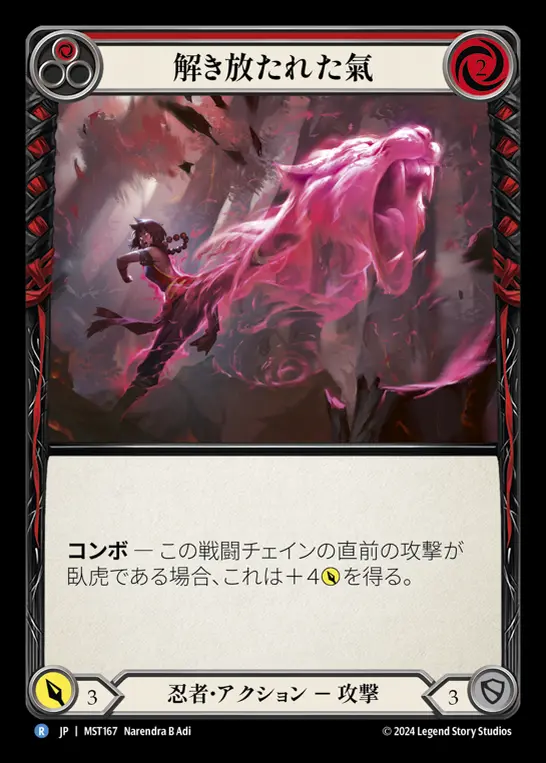 解き放たれた氣
2
コンボ ― この戦闘チェインの直前の攻撃が
臥虎である場合、これは＋4を得る。
3
忍者・アクション ― 攻撃
3
R JP | MST167 Narendra B Adi
© 2024 Legend Story Studios